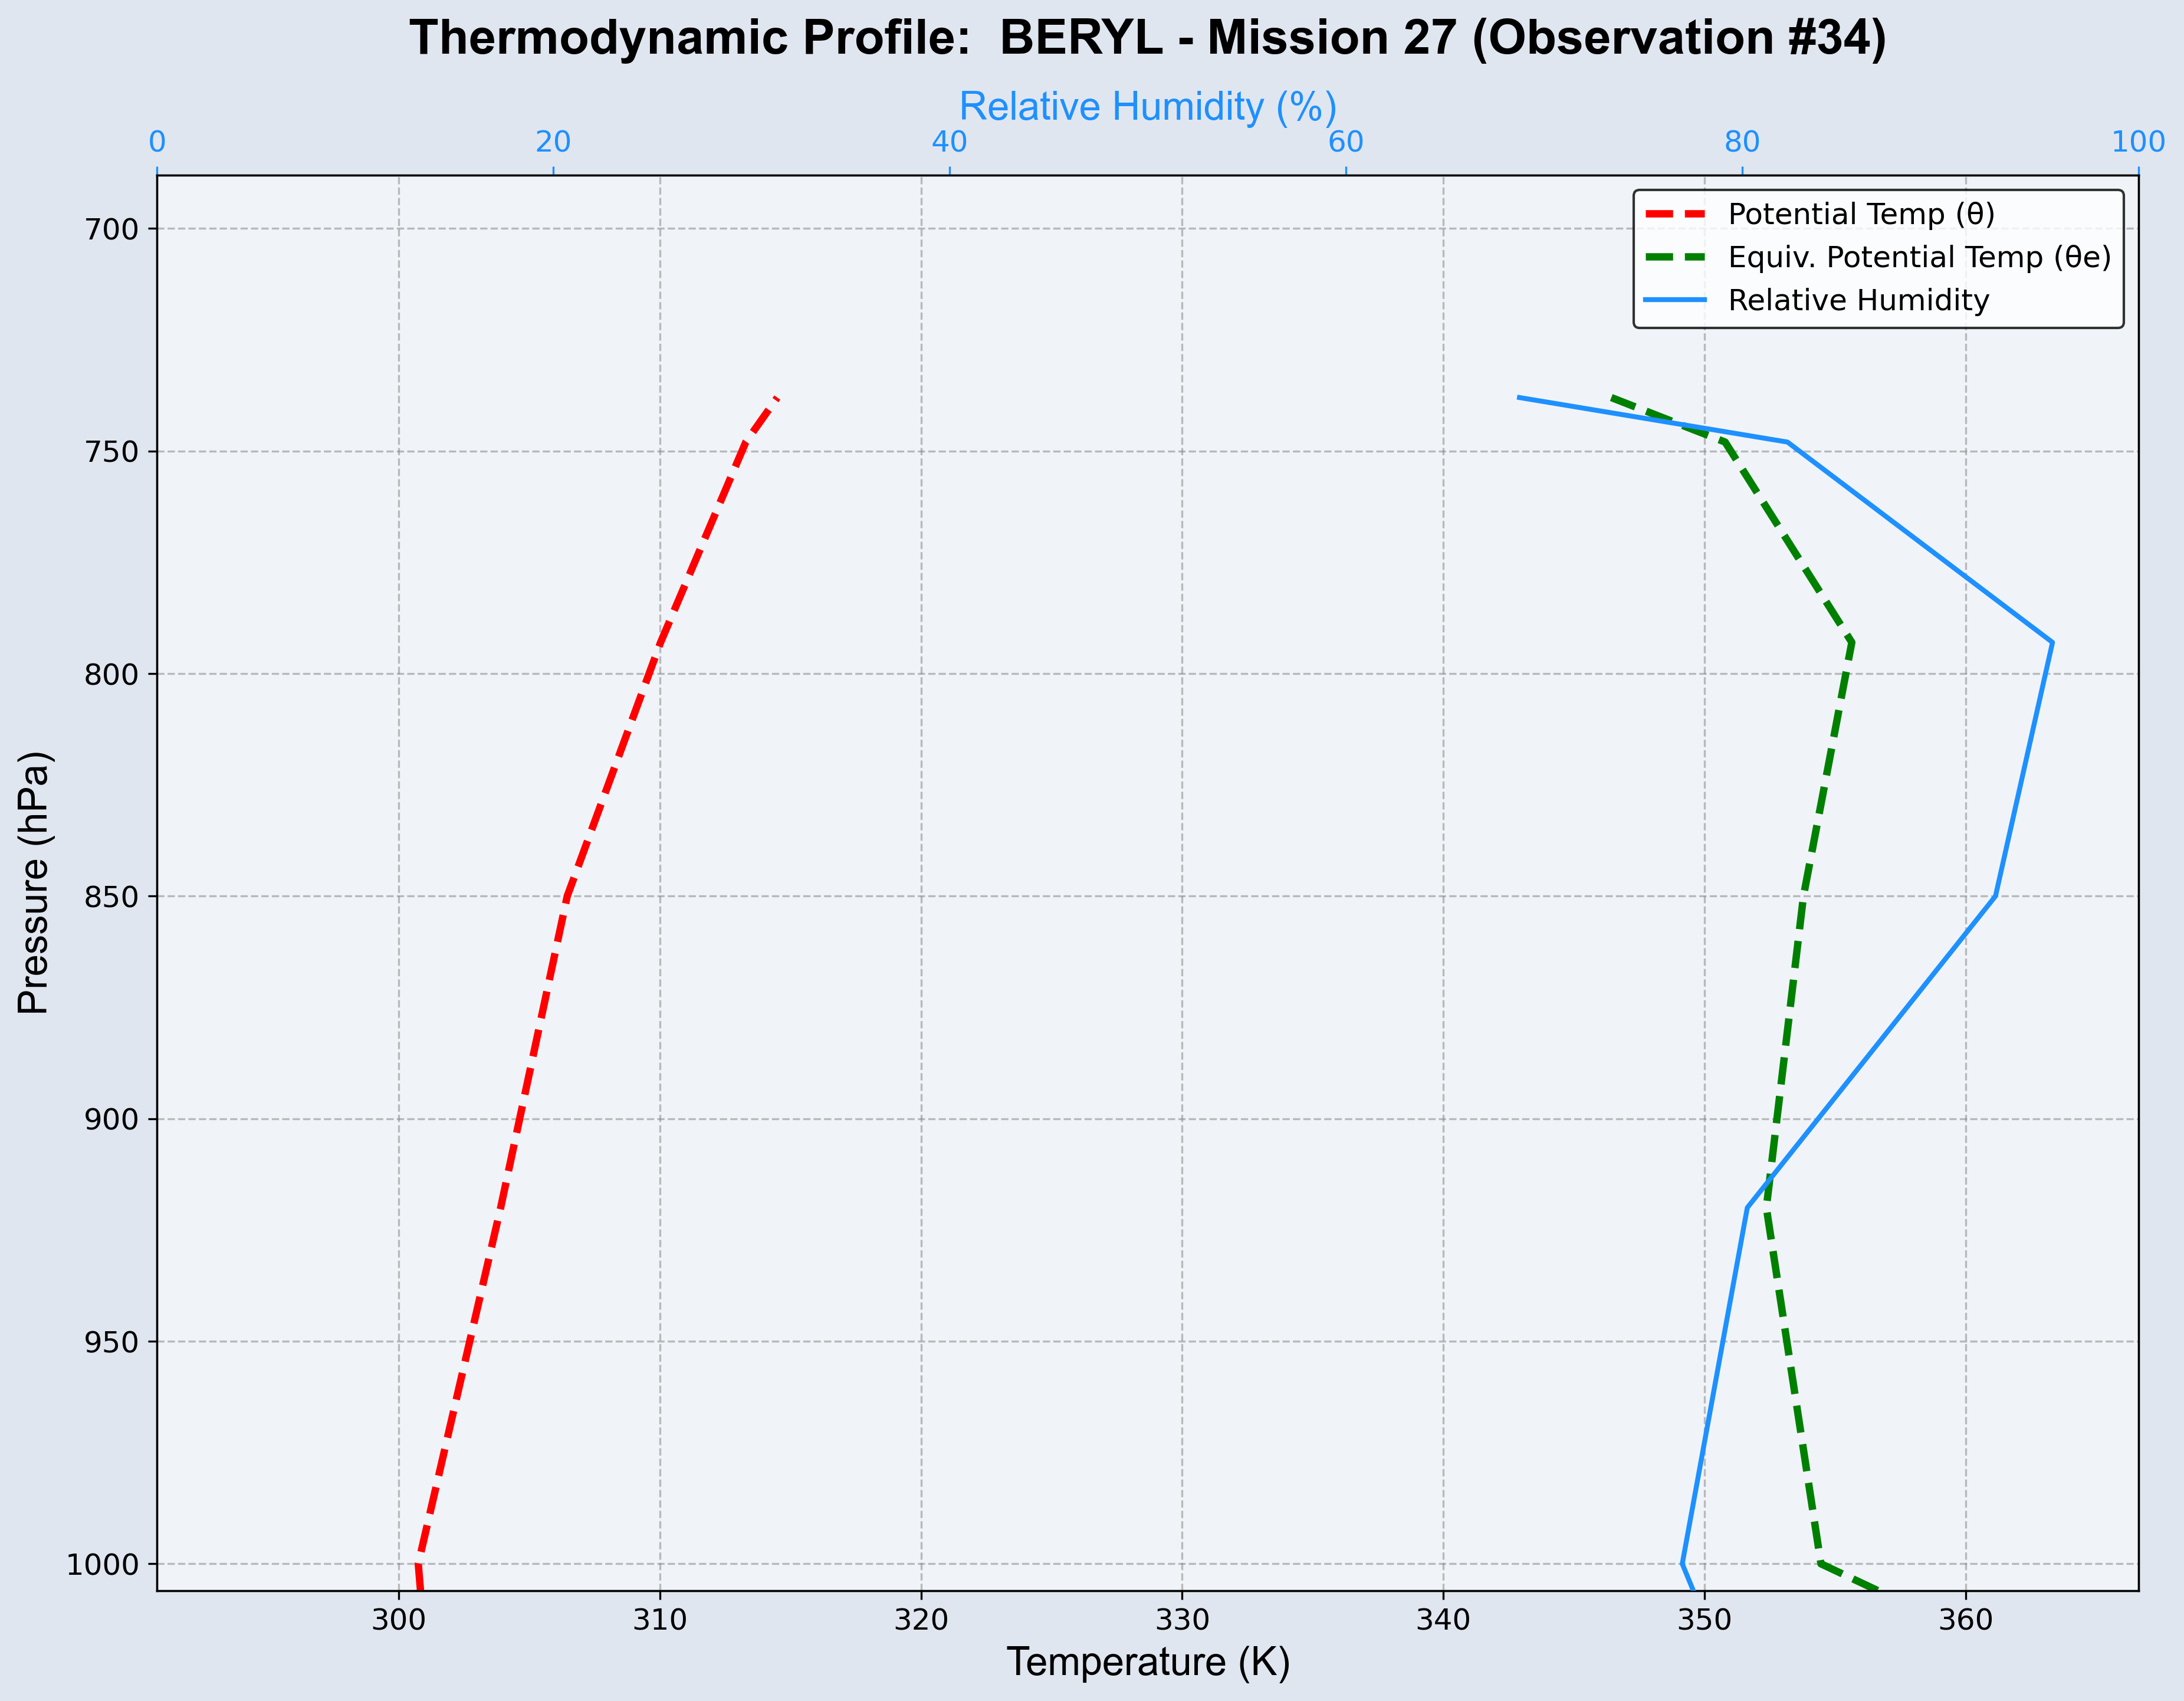 Thermodynamic Profile:  BERYL - Mission 27 (Observation #34)
Relative Humidity (%)
0 20 40 60 80 100
Potential Temp (θ)
Equiv. Potential Temp (θe)
Relative Humidity
Pressure (hPa)
700
750
800
850
900
950
1000
300 310 320 330 340 350 360
Temperature (K)